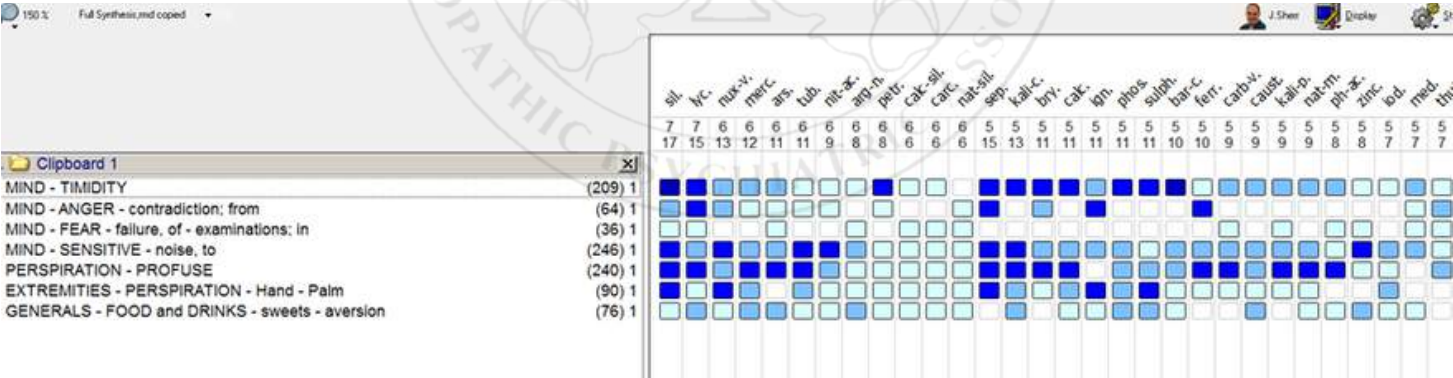 150 % Full Synthesis,md copied J.Sherr Display Sh
sil. lyc. nux-v. merc. ars. tub. nit-ac. arg-n. petr. calc-sil. carc. nat-sil. sep. kali-c. bry. calc. ign. phos. sulph. bar-c. ferr. carb-v. caust. kali-p. nat-m. ph-ac. zinc. iod. med. thu
7 7 6 6 6 6 6 6 6 6 6 6 5 5 5 5 5 5 5 5 5 5 5 5 5 5 5 5 5 5
17 15 13 12 11 11 9 8 8 6 6 6 15 13 11 11 11 11 11 10 10 9 9 9 9 8 8 7 7 7
Clipboard 1 X
MIND - TIMIDITY (209) 1
MIND - ANGER - contradiction; from (64) 1
MIND - FEAR - failure, of - examinations; in (36) 1
MIND - SENSITIVE - noise, to (246) 1
PERSPIRATION - PROFUSE (240) 1
EXTREMITIES - PERSPIRATION - Hand - Palm (90) 1
GENERALS - FOOD and DRINKS - sweets - aversion (76) 1
OPATHIC PSYCHIATRIC SSO